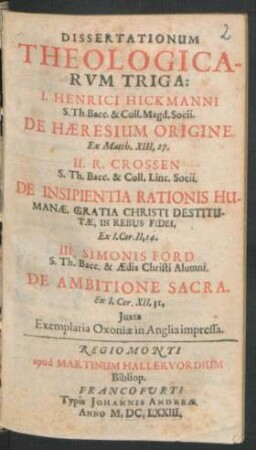 2
DISSERTATIONUM
THEOLOGICA-
RVM TRIGA:
I. HENRICI HICKMANNI
S. Th. Bacc. & Coll. Magd. Socii.
DE HÆRESIUM ORIGINE
Ex Matth. XIII, 27.
II. R. CROSSEN
S. Th. Bacc. & Coll. Linc. Socii,
DE INSIPIENTIA RATIONIS HU-
MANÆ, GRATIA CHRISTI DESTITU-
TÆ, IN REBUS FIDEI,
Ex I. Cor. II, 14.
III. SIMONIS FORD
S. Th. Bacc. & Ædis Christi Alumni.
DE AMBITIONE SACRA.
Ex I. Cor. XII, 31,
Juxta
Exemplaria Oxoniæ in Anglia impressa.
REGIOMONTI
apud MARTINUM HALLERVORDIUM
Bibliop.
FRANCOFURTI
Typis JOHANNIS ANDREÆ
ANNO M, DC, LXXIII,